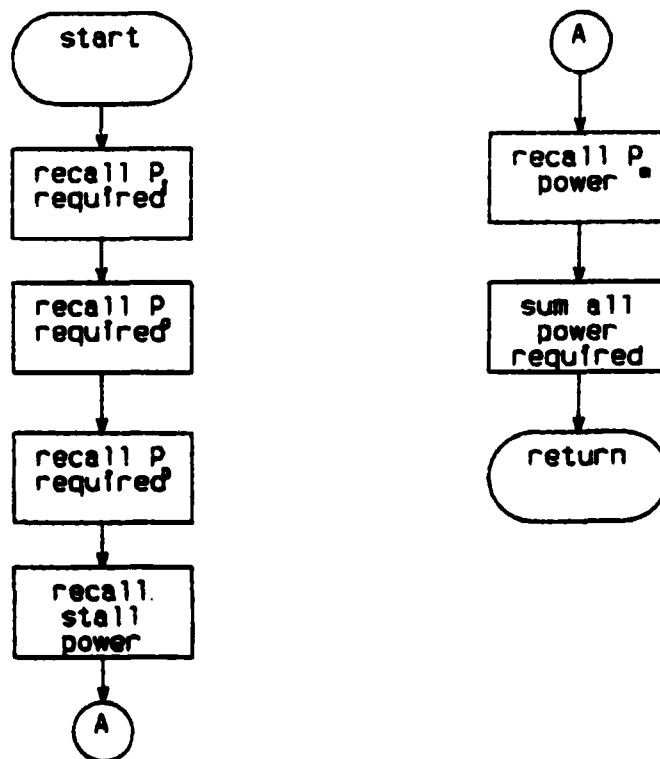 start
recall P
required
recall P
required
recall P
required
recall
stall
power
A
A
recall P
power
sum all
power
required
return